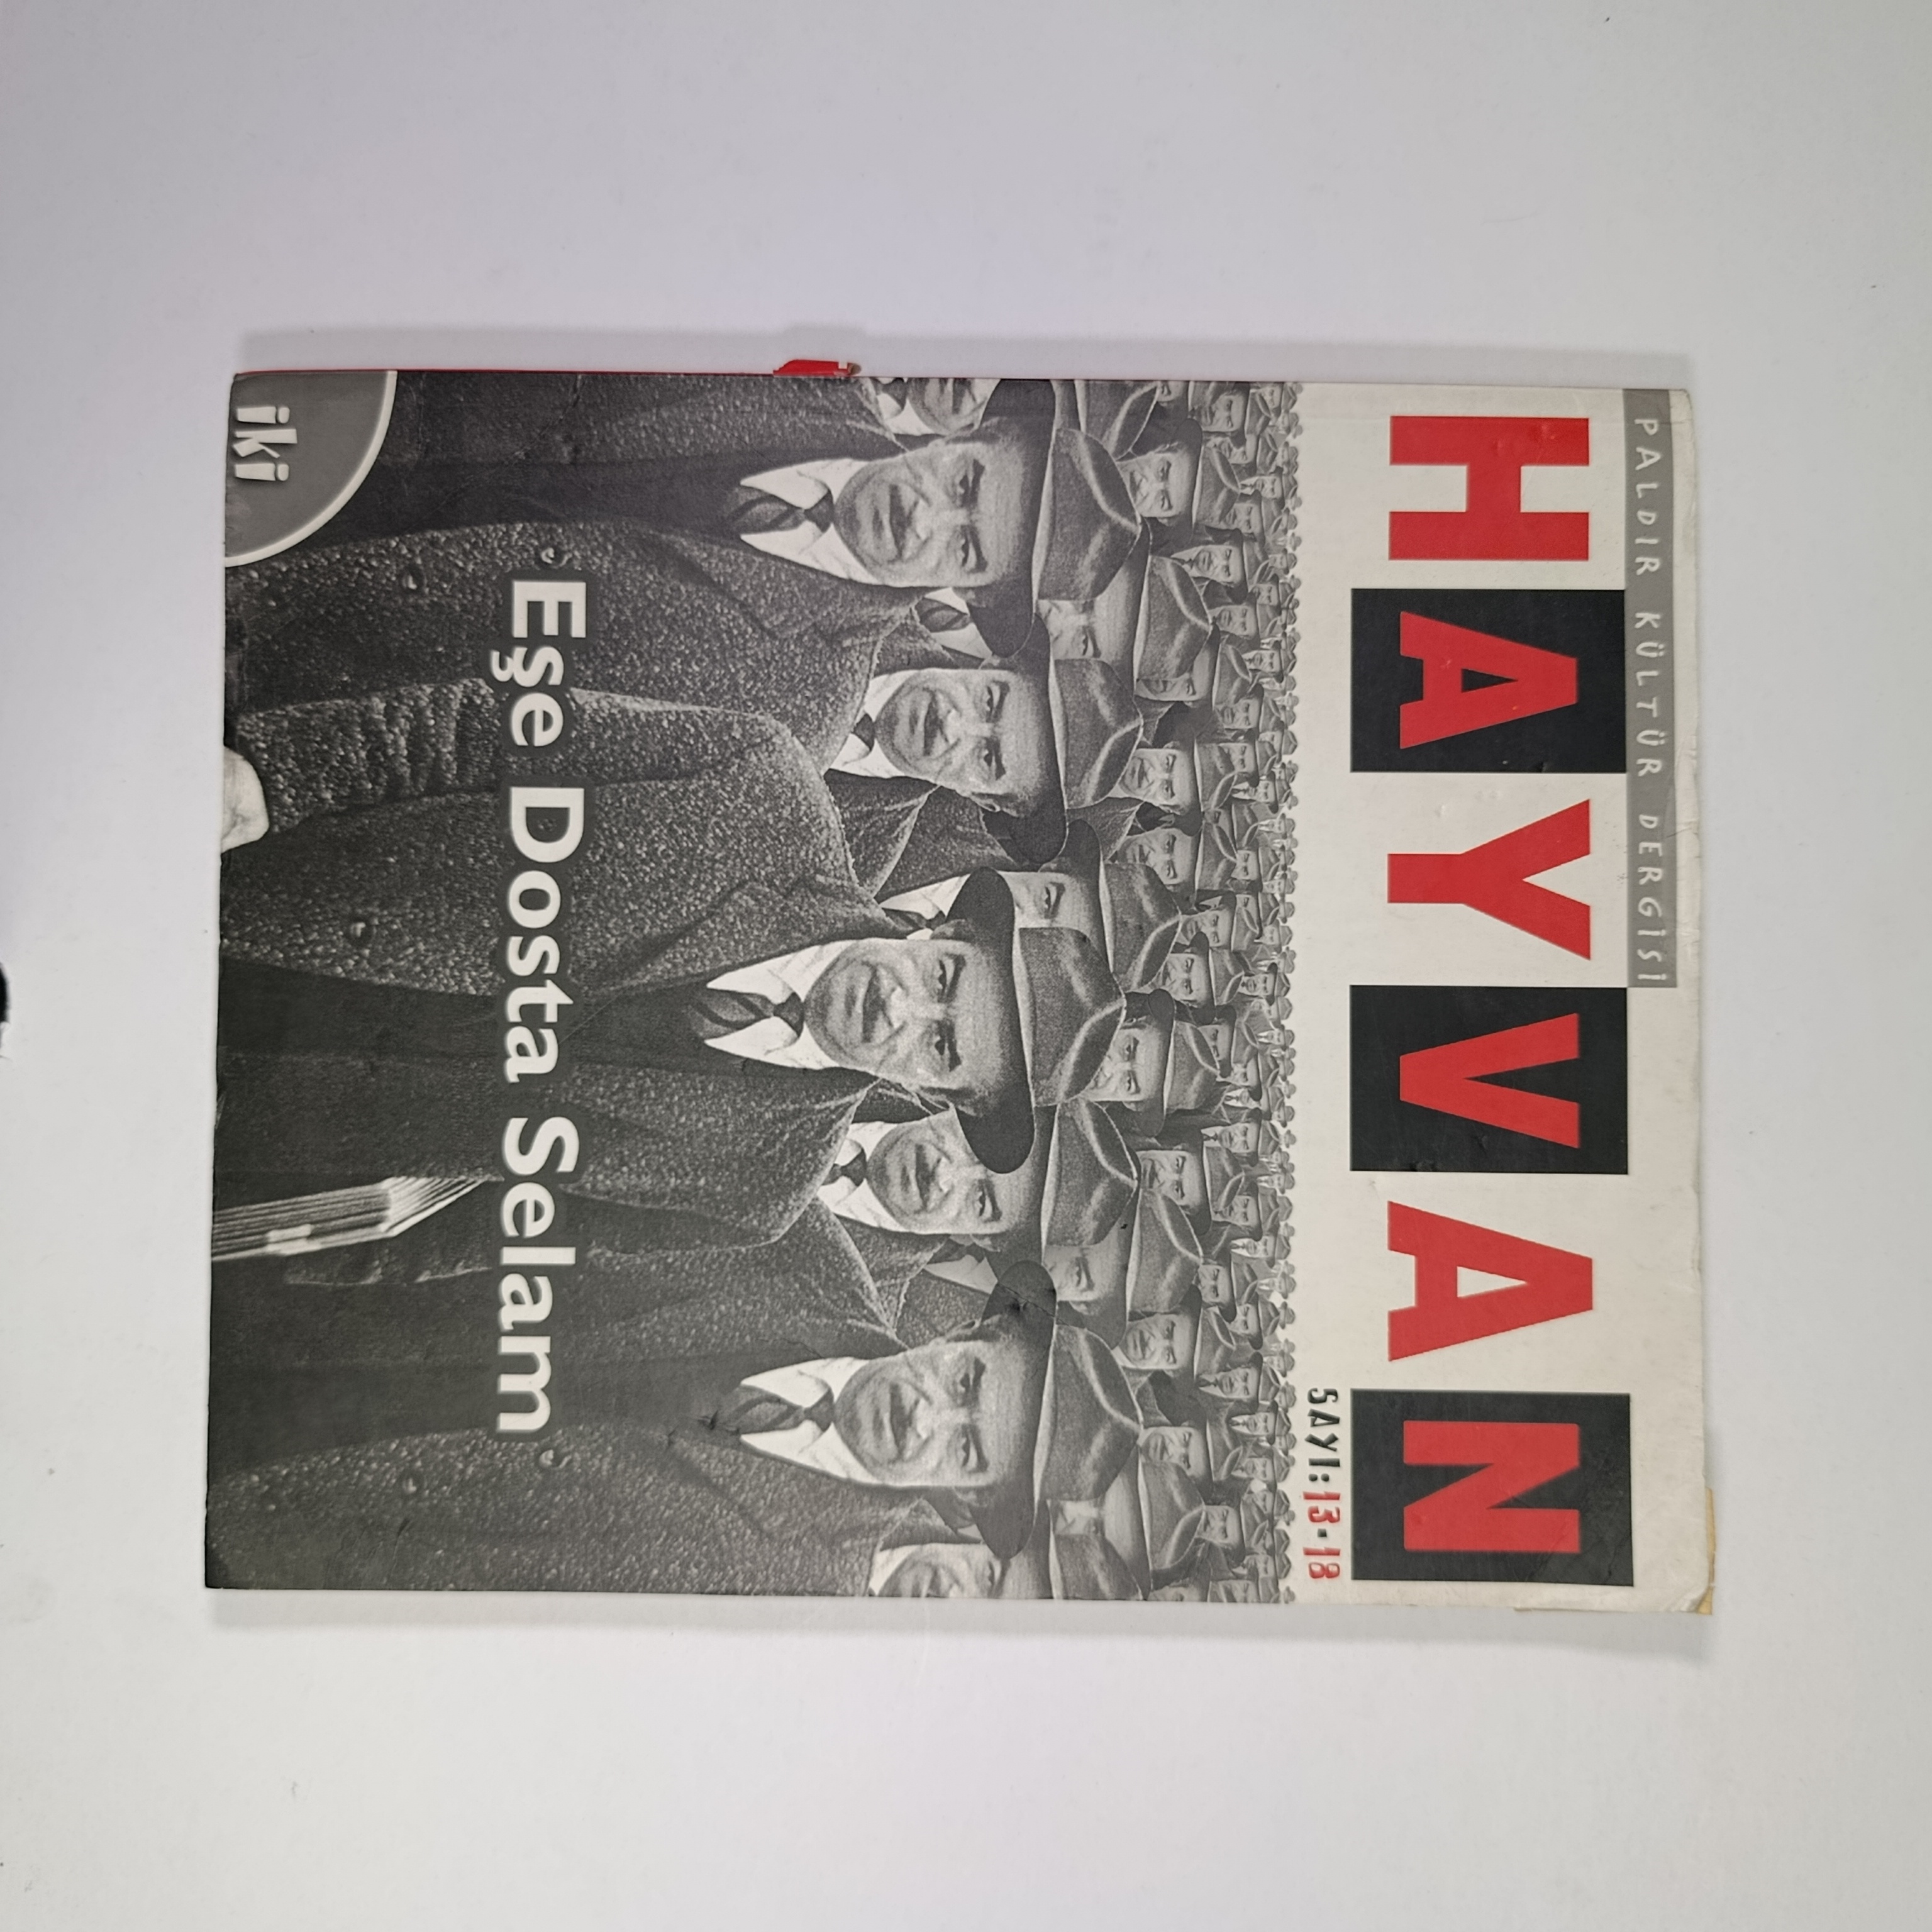 PALDIR KÜLTÜR DERGİSİ
HAYVAN
SAYI: 13-18
Eşe Dosta Selam
iki